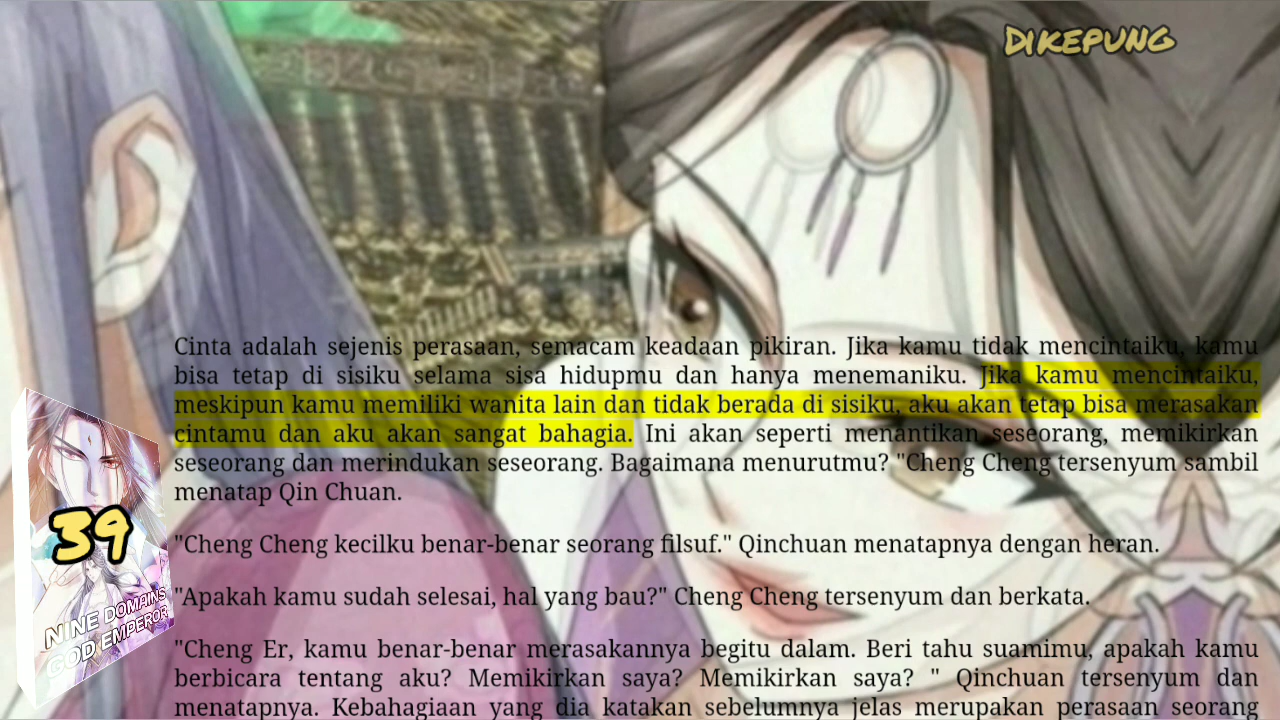 DIKEPUNG
Cinta adalah sejenis perasaan, semacam keadaan pikiran. Jika kamu tidak mencintaiku, kamu
bisa tetap di sisiku selama sisa hidupmu dan hanya menemaniku. Jika kamu mencintaiku,
meskipun kamu memiliki wanita lain dan tidak berada di sisiku, aku akan tetap bisa merasakan
cintamu dan aku akan sangat bahagia. Ini akan seperti menantikan seseorang, memikirkan
seseorang dan merindukan seseorang. Bagaimana menurutmu? "Cheng Cheng tersenyum sambil
menatap Qin Chuan.
"Cheng Cheng kecilku benar-benar seorang filsuf." Qinchuan menatapnya dengan heran.
"Apakah kamu sudah selesai, hal yang bau?" Cheng Cheng tersenyum dan berkata.
"Cheng Er, kamu benar-benar merasakannya begitu dalam. Beri tahu suamimu, apakah kamu
berbicara tentang aku? Memikirkan saya? Memikirkan saya? " Qinchuan tersenyum dan
menatapnya. Kebahagiaan yang dia katakan sebelumnya jelas merupakan perasaan seorang
39
NINE DOMAINS
GOD EMPEROR